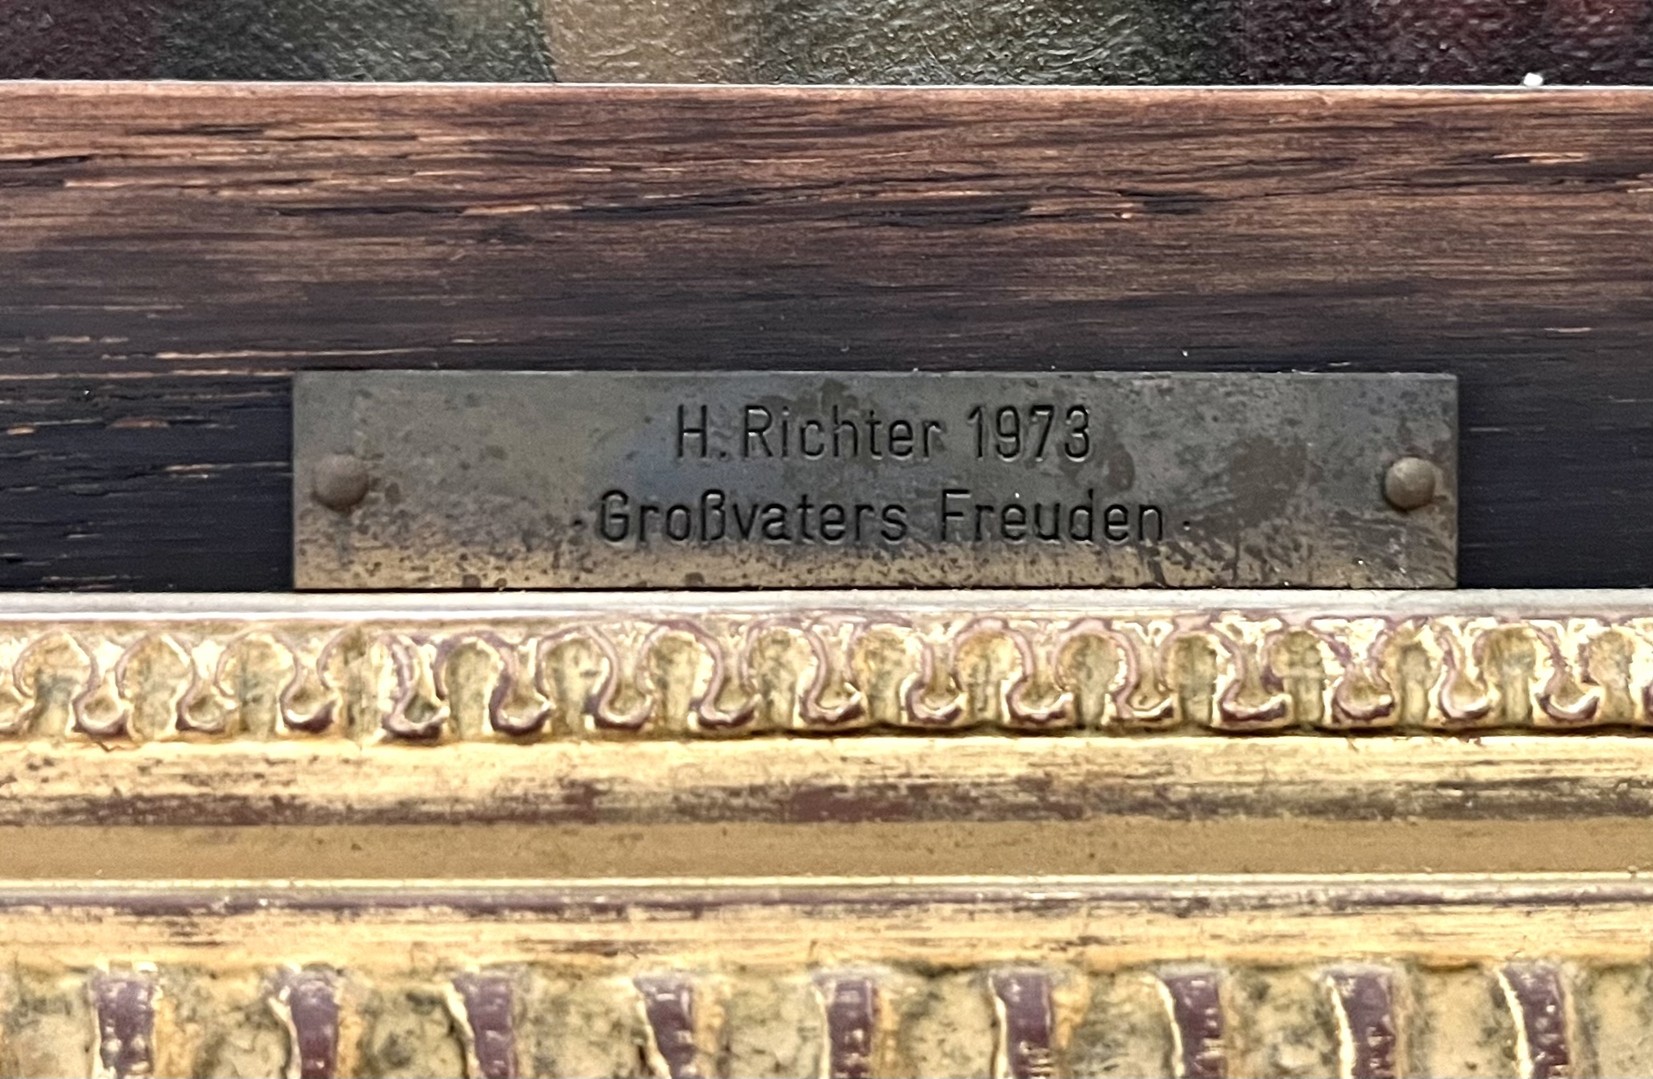 H. Richter 1973
Großvaters Freuden